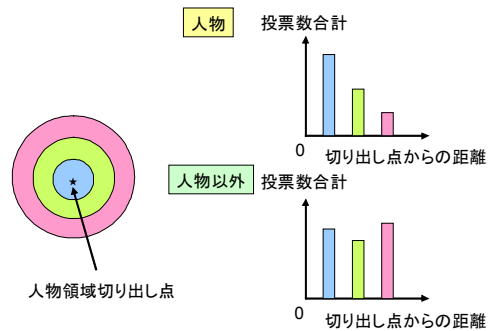 人物
投票数合計
0
切り出し点からの距離
人物以外
投票数合計
0
切り出し点からの距離
人物領域切り出し点